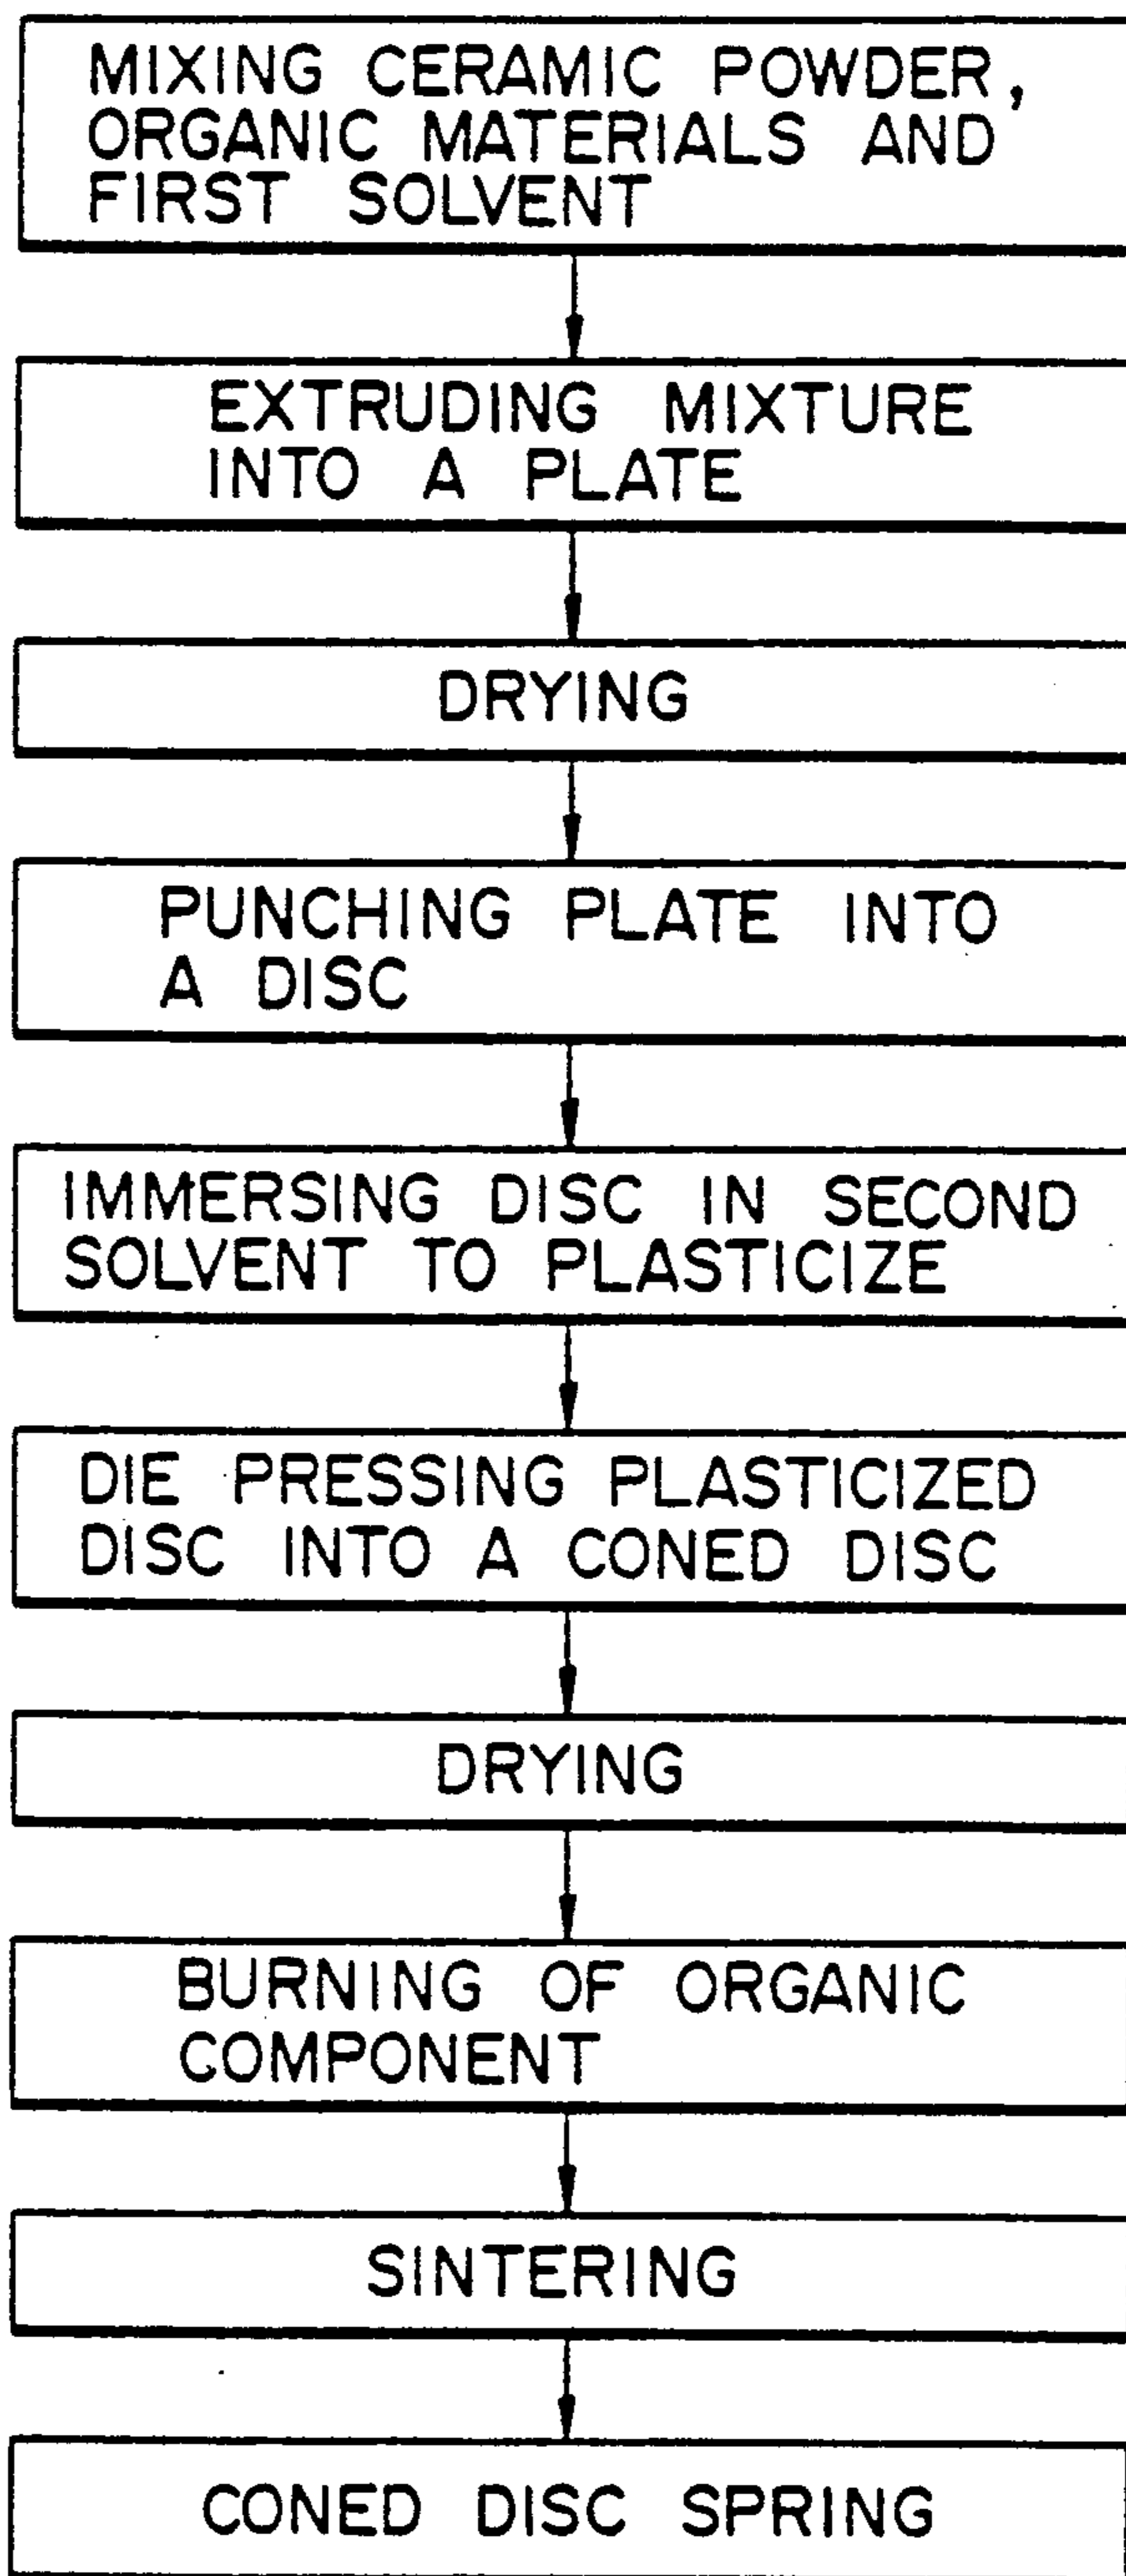 MIXING CERAMIC POWDER,
ORGANIC MATERIALS AND
FIRST SOLVENT
EXTRUDING MIXTURE
INTO A PLATE
DRYING
PUNCHING PLATE INTO
A DISC
IMMERSING DISC IN SECOND
SOLVENT TO PLASTICIZE
DIE PRESSING PLASTICIZED
DISC INTO A CONED DISC
DRYING
BURNING OF ORGANIC
COMPONENT
SINTERING
CONED DISC SPRING